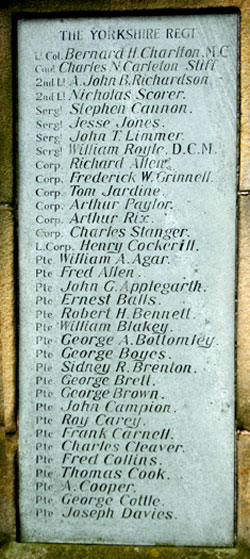 THE YORKSHIRE REGT
Lt. Col. Bernard H. Charlton. M.C
Capt Charles N. Carleton Stiff
2nd Lt A. John B. Richardson.
2nd Lt Nicholas Scorer.
Sergt Stephen Cannon.
Sergt Jesse Jones.
Sergt John T. Limmer.
Sergt William Royle. D.C.M.
Corp. Richard Allen.
Corp. Frederick W. Grinnell.
Corp. Tom Jardine.
Corp. Arthur Paylor.
Corp. Arthur Rix.
Corp. Charles Stanger.
L. Corp. Henry Cockerill.
Pte William A. Agar.
Pte Fred Allen.
Pte John G. Applegarth.
Pte Ernest Balls.
Pte Robert H. Bennett.
Pte William Blakey.
Pte George A. Bottomley.
Pte George Boyes.
Pte Sidney R. Brenton.
Pte George Brett.
Pte George Brown.
Pte John Campion.
Pte Roy Carey.
Pte Frank Carnell.
Pte Charles Cleaver.
Pte Fred Collins.
Pte Thomas Cook.
Pte A. Cooper.
Pte George Cottle.
Pte Joseph Davies.